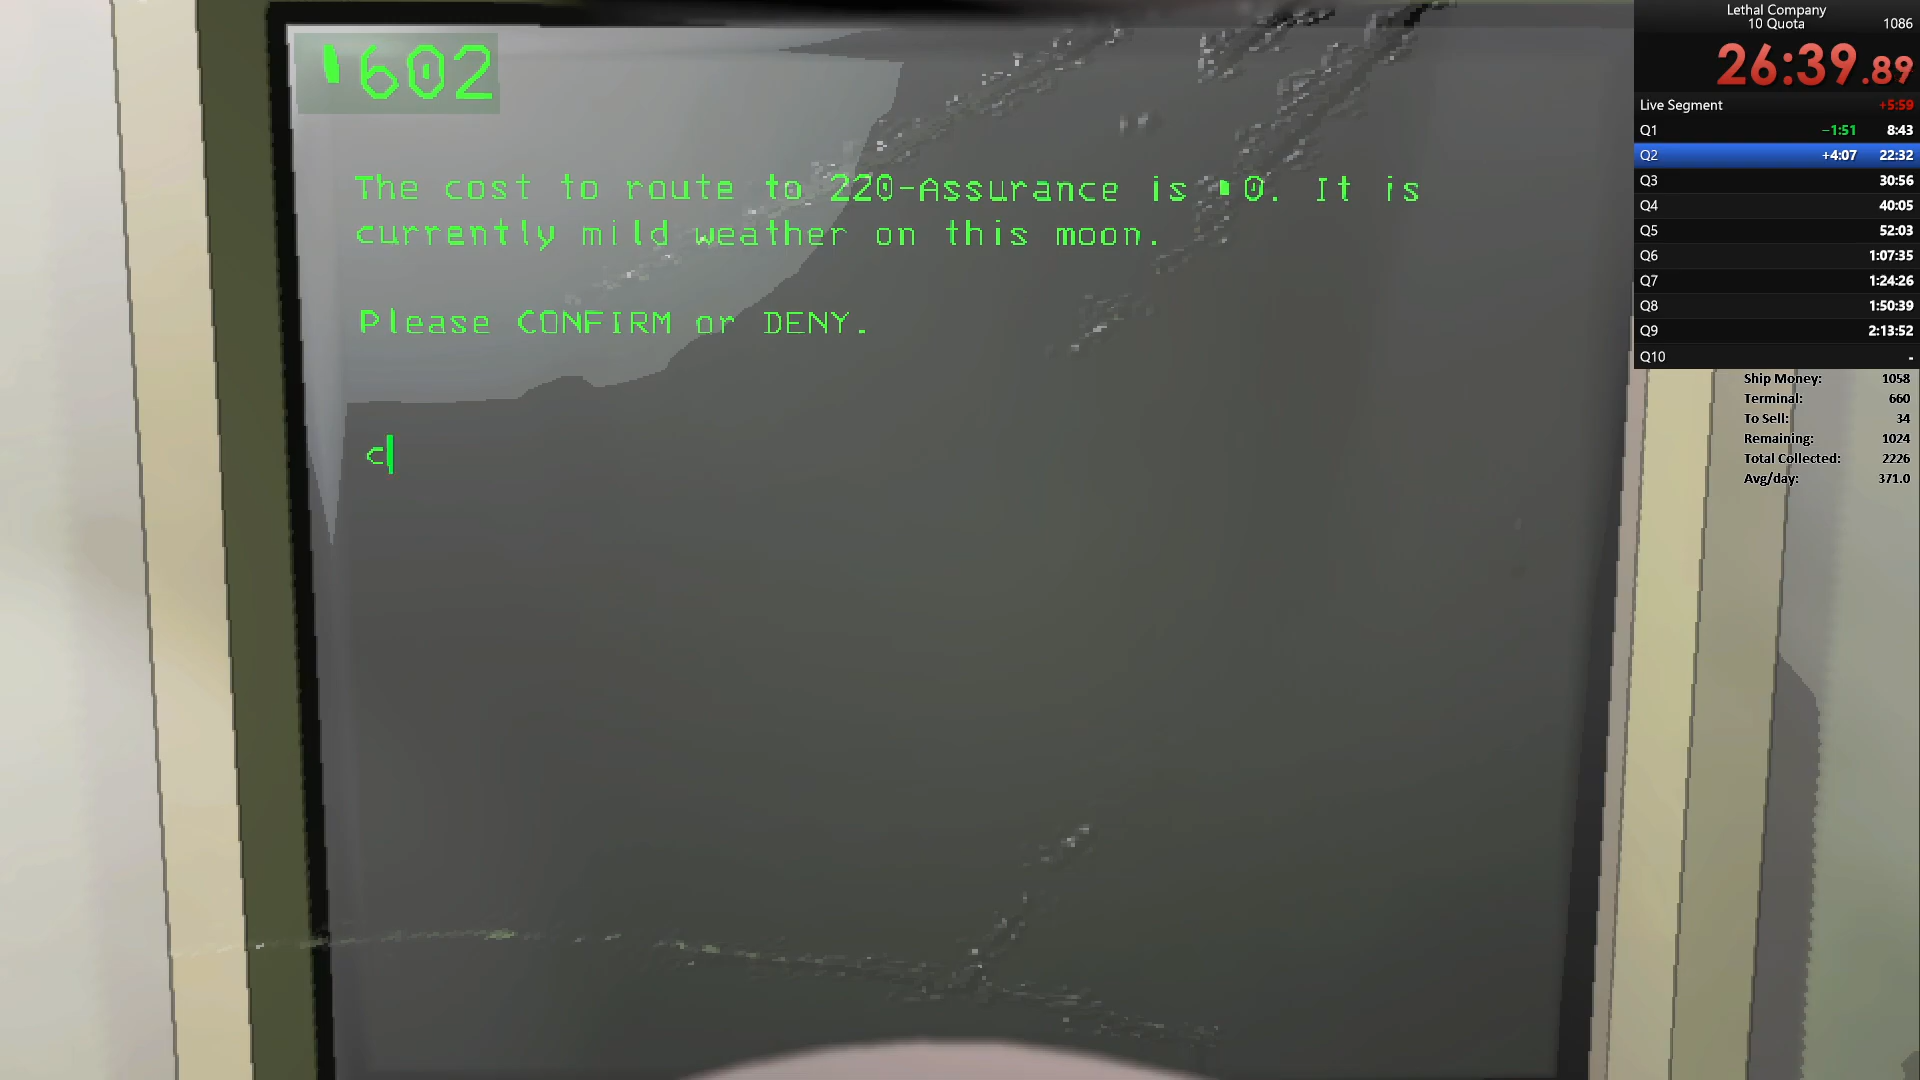 602
The cost to route to 220-Assurance is ▮0. It is
currently mild weather on this moon.
Please CONFIRM or DENY.
c
Lethal Company
10 Quota 1086
26:39.89
Live Segment +5:59
Q1 −1:51 8:43
Q2 +4:07 22:32
Q3 30:56
Q4 40:05
Q5 52:03
Q6 1:07:35
Q7 1:24:26
Q8 1:50:39
Q9 2:13:52
Q10 -
Ship Money: 1058
Terminal: 660
To Sell: 34
Remaining: 1024
Total Collected: 2226
Avg/day: 371.0